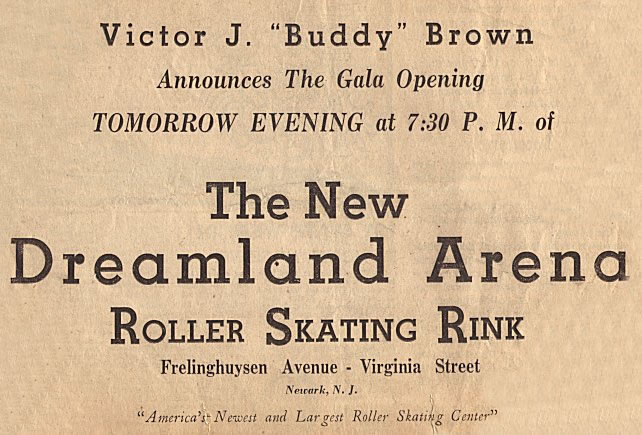 Victor J. "Buddy" Brown
Announces The Gala Opening
TOMORROW EVENING at 7:30 P. M. of
The New
Dreamland Arena
ROLLER SKATING RINK
Frelinghuysen Avenue - Virginia Street
Newark, N. J.
"America's Newest and Largest Roller Skating Center"